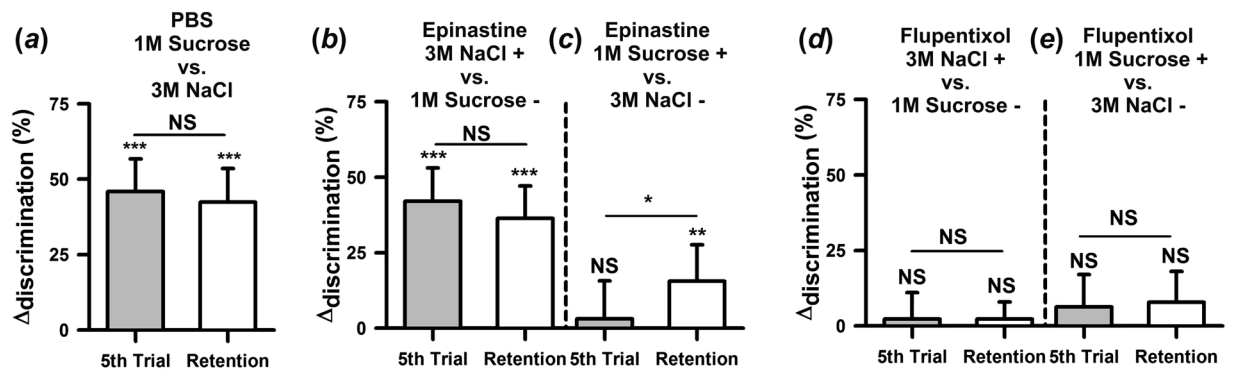 (a)
PBS
1M Sucrose
vs.
3M NaCl
Δdiscrimination (%)
75
50
25
0
NS
***
***
5th Trial
Retention
(b)
Epinastine
3M NaCl +
vs.
1M Sucrose -
Δdiscrimination (%)
75
50
25
0
NS
***
***
5th Trial
Retention
(c)
Epinastine
1M Sucrose +
vs.
3M NaCl -
*
NS
**
5th Trial
Retention
(d)
Flupentixol
3M NaCl +
vs.
1M Sucrose -
Δdiscrimination (%)
75
50
25
0
NS
NS
NS
5th Trial
Retention
(e)
Flupentixol
1M Sucrose +
vs.
3M NaCl -
NS
NS
NS
5th Trial
Retention